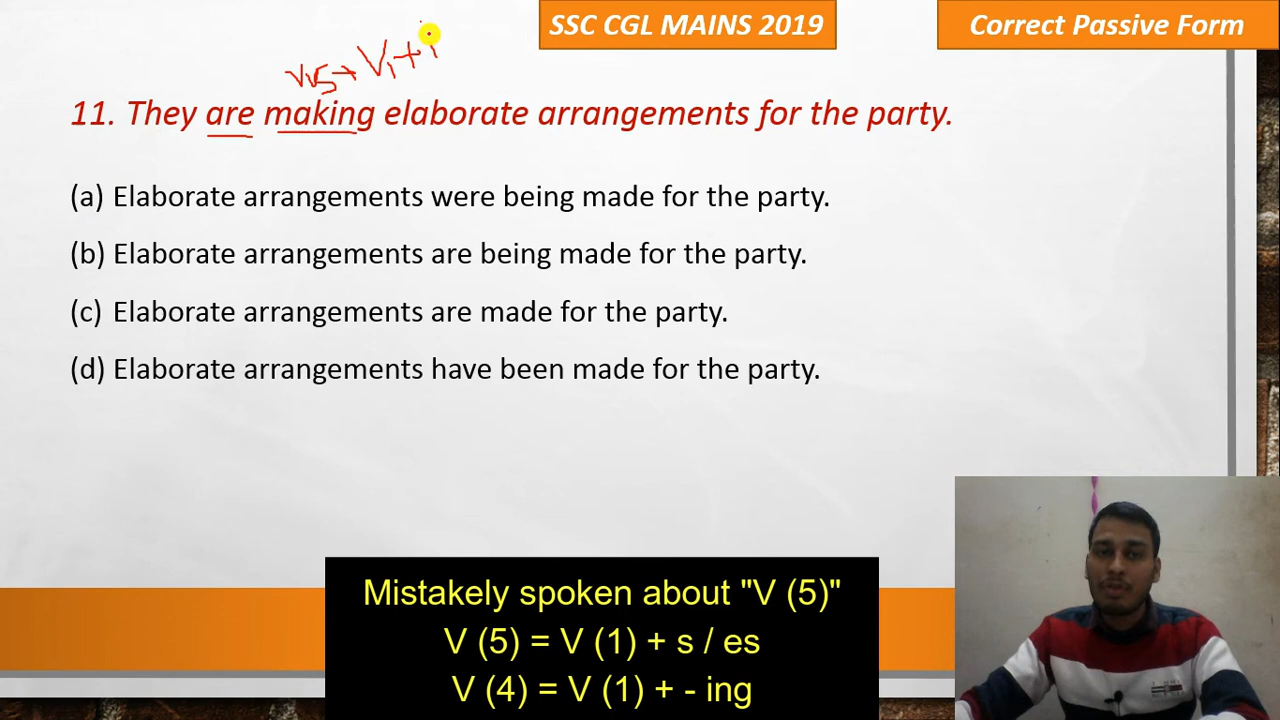 SSC CGL MAINS 2019
Correct Passive Form
V5 → V1 + i
11. They are making elaborate arrangements for the party.
(a) Elaborate arrangements were being made for the party.
(b) Elaborate arrangements are being made for the party.
(c) Elaborate arrangements are made for the party.
(d) Elaborate arrangements have been made for the party.
Mistakely spoken about "V (5)"
V (5) = V (1) + s / es
V (4) = V (1) + - ing